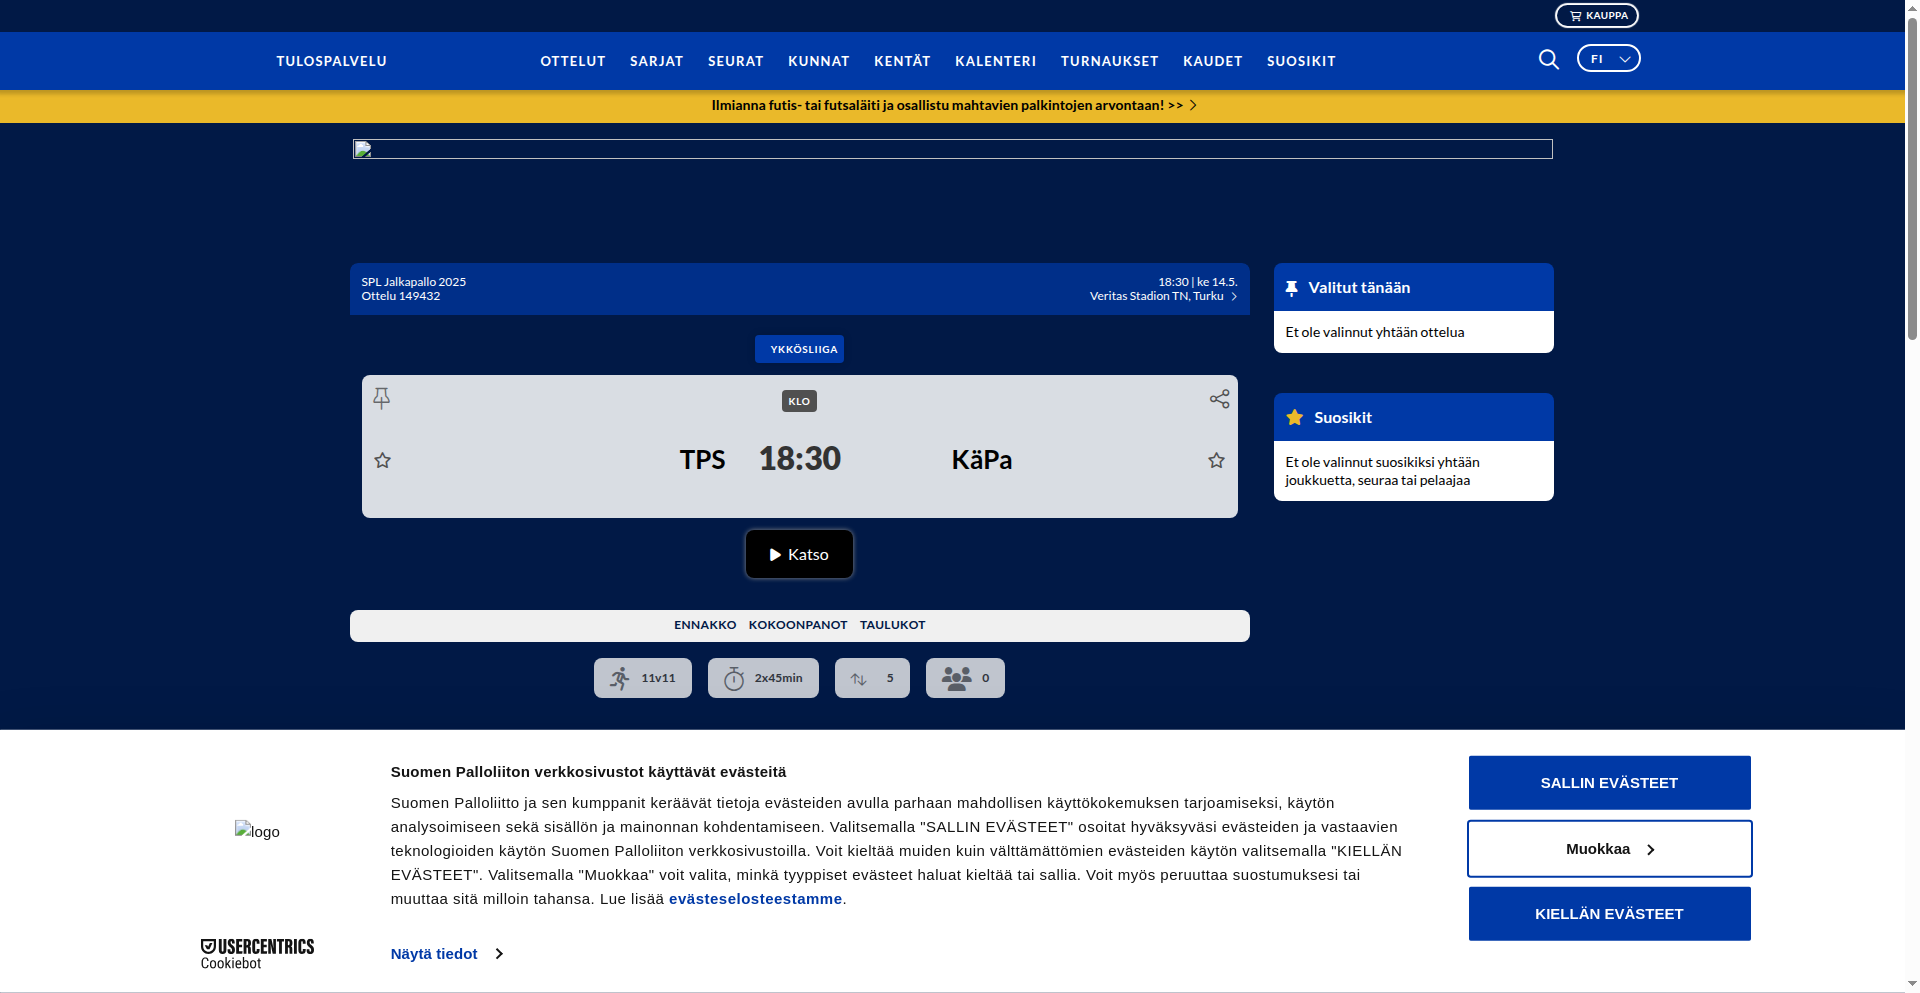 KAUPPA
TULOSPALVELU
OTTELUT SARJAT SEURAT KUNNAT KENTÄT KALENTERI TURNAUKSET KAUDET SUOSIKIT
FI
Ilmianna futis- tai futsaläiti ja osallistu mahtavien palkintojen arvontaan! >>
SPL Jalkapallo 2025
Ottelu 149432
18:30 | ke 14.5.
Veritas Stadion TN, Turku
YKKÖSLIIGA
KLO
TPS 18:30 KäPa
Katso
ENNAKKO KOKOONPANOT TAULUKOT
11v11 2x45min 5 0
Valitut tänään
Et ole valinnut yhtään ottelua
Suosikit
Et ole valinnut suosikiksi yhtään
joukkuetta, seuraa tai pelaajaa
logo
USERCENTRICS
Cookiebot
Suomen Palloliiton verkkosivustot käyttävät evästeitä
Suomen Palloliitto ja sen kumppanit keräävät tietoja evästeiden avulla parhaan mahdollisen käyttökokemuksen tarjoamiseksi, käytön
analysoimiseen sekä sisällön ja mainonnan kohdentamiseen. Valitsemalla "SALLIN EVÄSTEET" osoitat hyväksyväsi evästeiden ja vastaavien
teknologioiden käytön Suomen Palloliiton verkkosivustoilla. Voit kieltää muiden kuin välttämättömien evästeiden käytön valitsemalla "KIELLÄN
EVÄSTEET". Valitsemalla "Muokkaa" voit valita, minkä tyyppiset evästeet haluat kieltää tai sallia. Voit myös peruuttaa suostumuksesi tai
muuttaa sitä milloin tahansa. Lue lisää evästeselosteestamme.
Näytä tiedot
SALLIN EVÄSTEET
Muokkaa
KIELLÄN EVÄSTEET